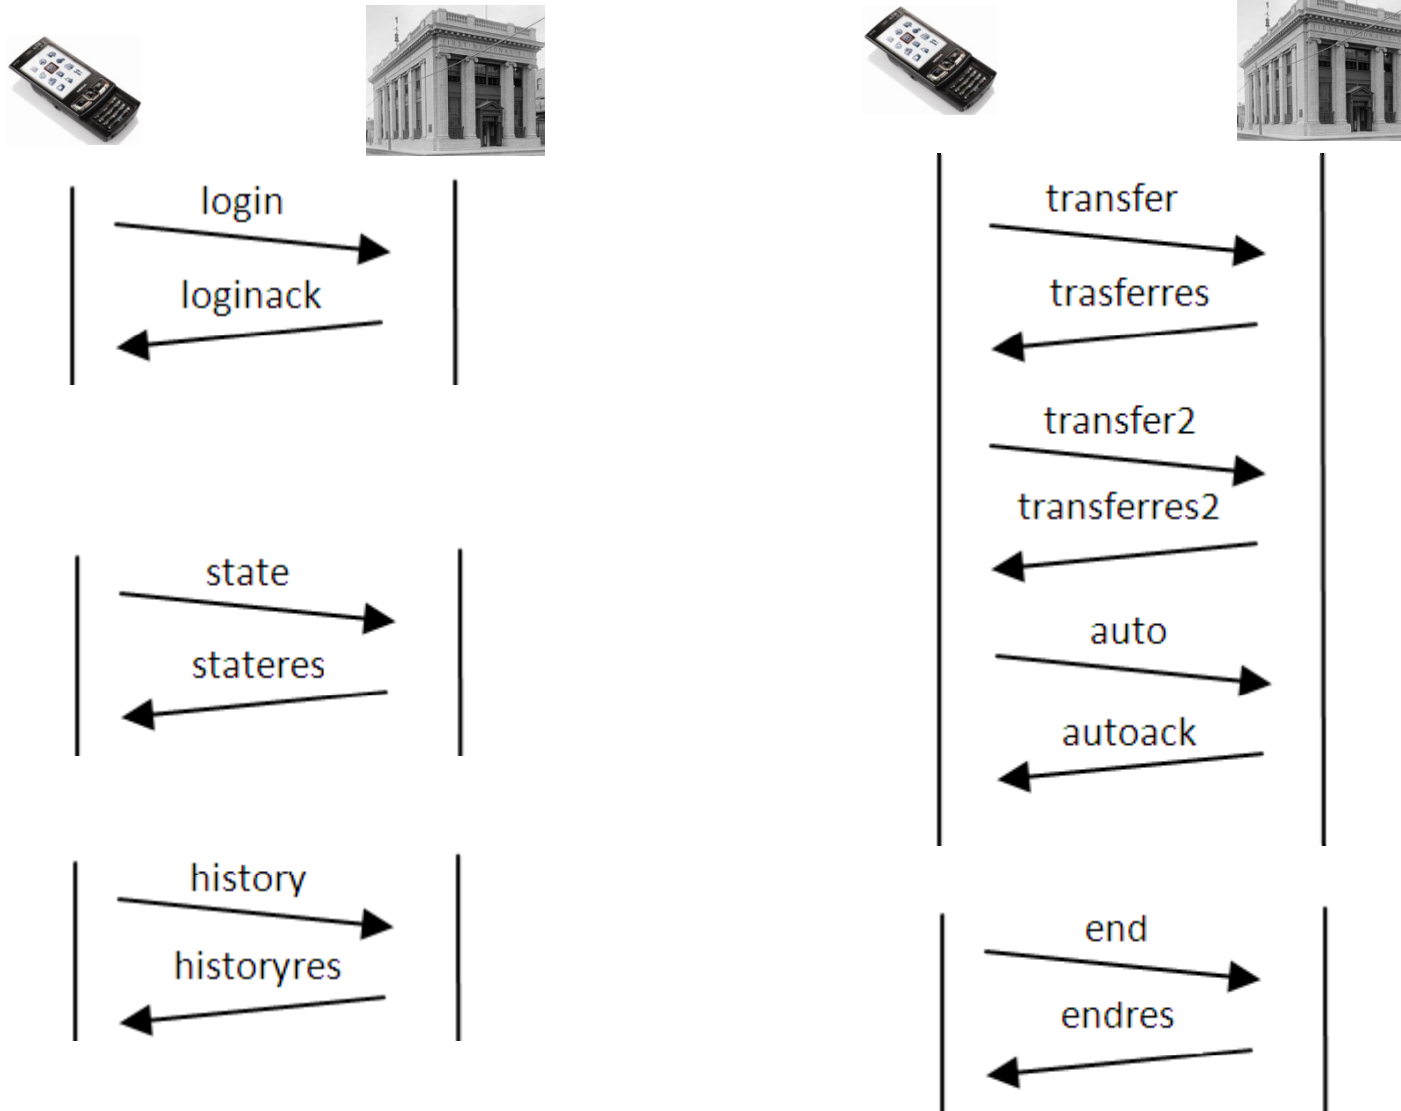 login
loginack
state
stateres
history
historyres
transfer
trasferres
transfer2
transferres2
auto
autoack
end
endres